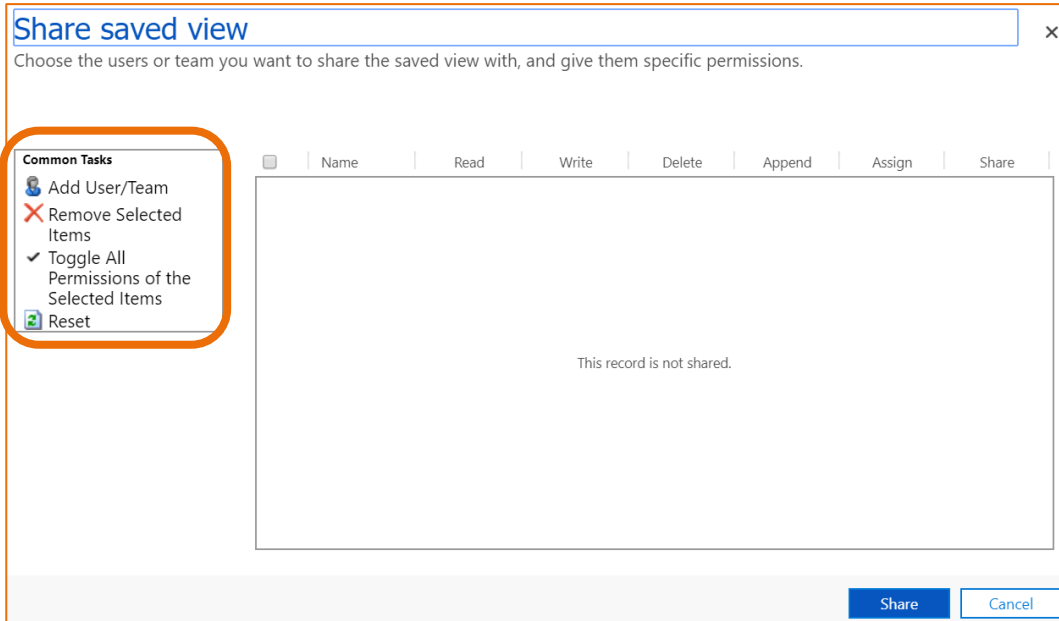 Share saved view
Choose the users or team you want to share the saved view with, and give them specific permissions.
Common Tasks
Add User/Team
Remove Selected
Items
Toggle All
Permissions of the
Selected Items
Reset
Name Read Write Delete Append Assign Share
This record is not shared.
Share Cancel